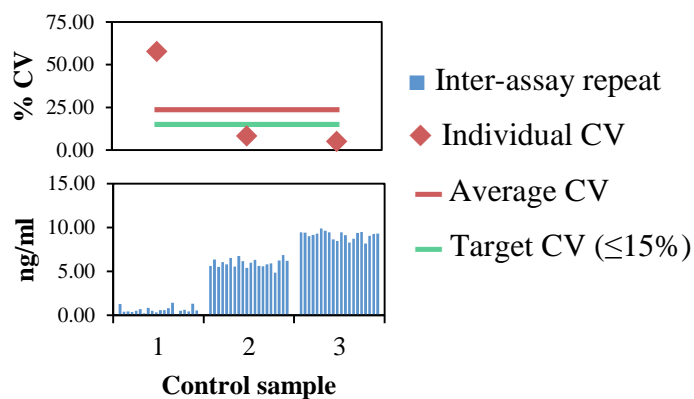 75.00
50.00
25.00
0.00
% CV
15.00
10.00
5.00
0.00
ng/ml
1 2 3
Control sample
Inter-assay repeat
Individual CV
Average CV
Target CV (≤15%)